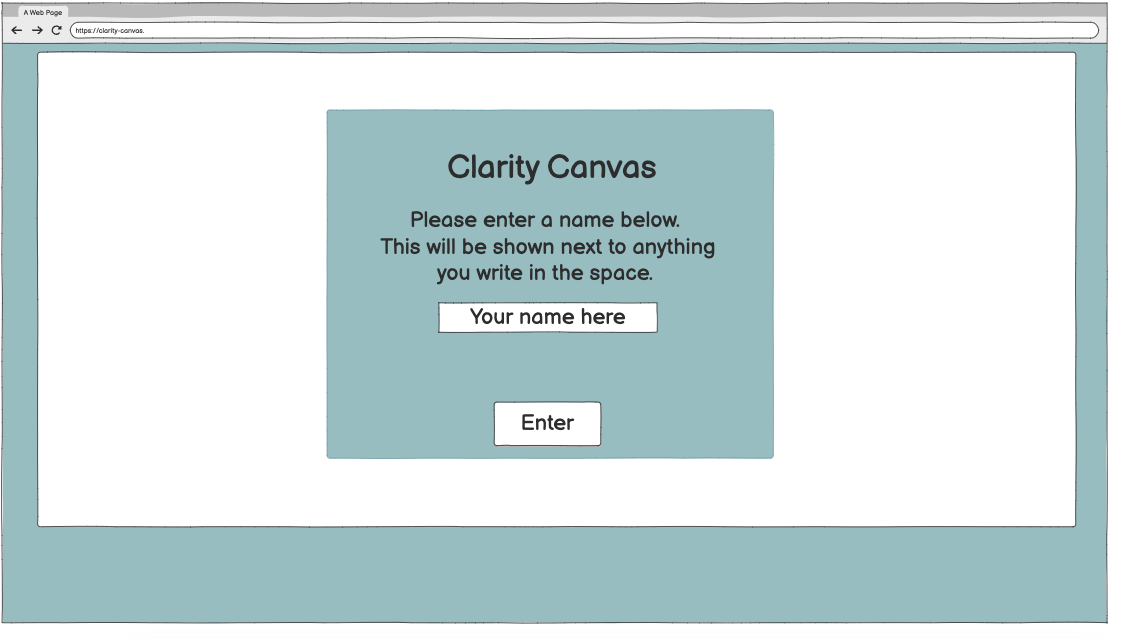 A Web Page
https://clarity-canvas.
Clarity Canvas
Please enter a name below.
This will be shown next to anything
you write in the space.
Your name here
Enter